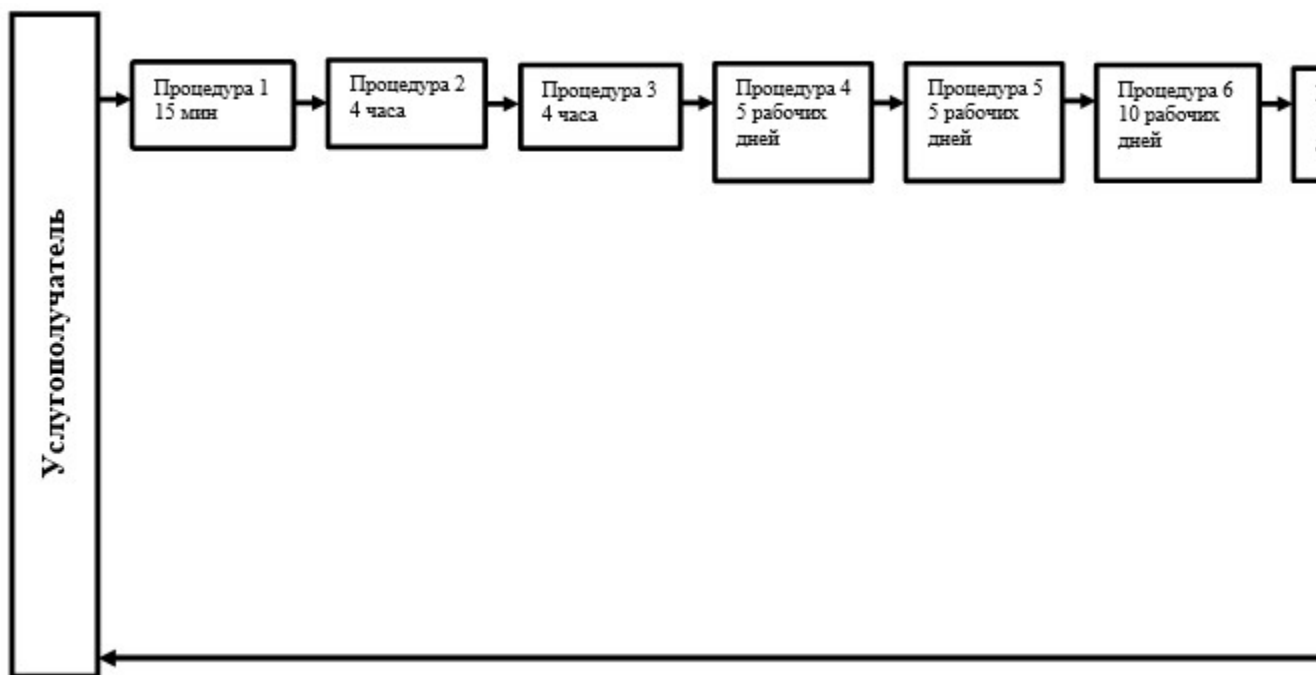 Процедура 1
15 мин
Процедура 2
4 часа
Процедура 3
4 часа
Процедура 4
5 рабочих
дней
Процедура 5
5 рабочих
дней
Процедура 6
10 рабочих
дней
Услугополучатель